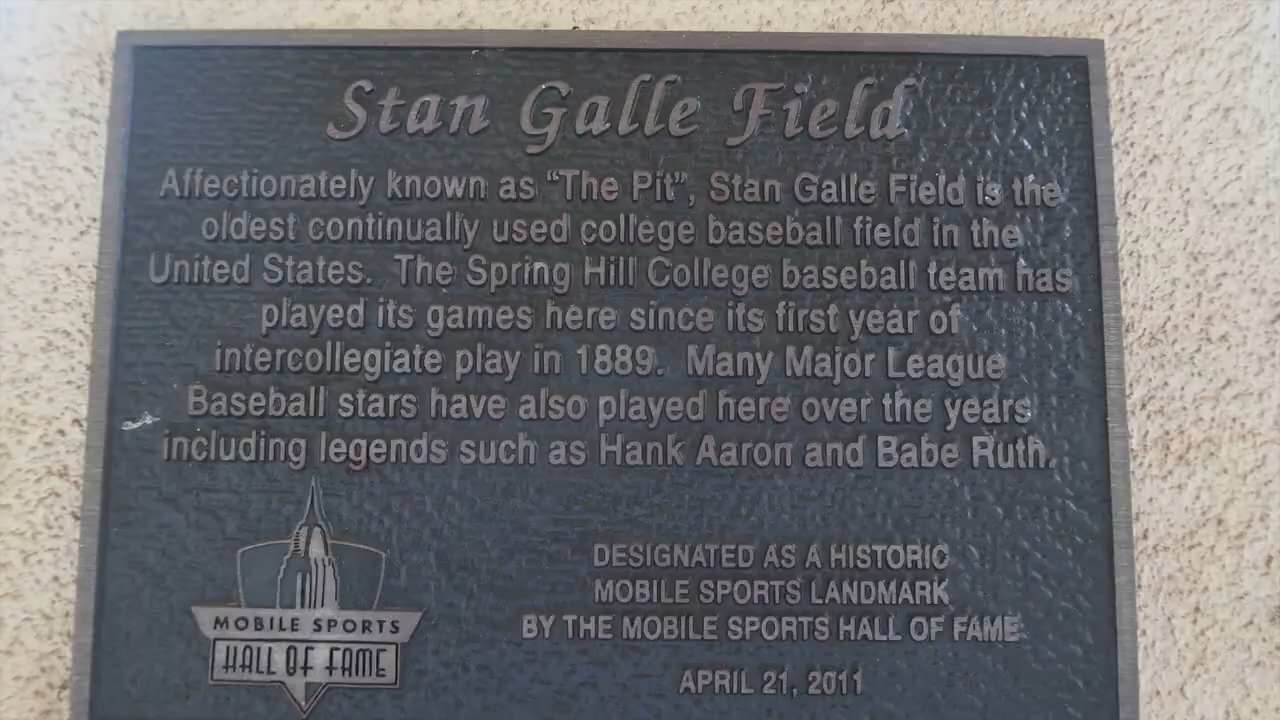 Stan Galle Field
Affectionately known as “The Pit”, Stan Galle Field is the
oldest continually used college baseball field in the
United States. The Spring Hill College baseball team has
played its games here since its first year of
intercollegiate play in 1889. Many Major League
Baseball stars have also played here over the years
including legends such as Hank Aaron and Babe Ruth.
DESIGNATED AS A HISTORIC
MOBILE SPORTS LANDMARK
BY THE MOBILE SPORTS HALL OF FAME
APRIL 21, 2011
MOBILE SPORTS
HALL OF FAME